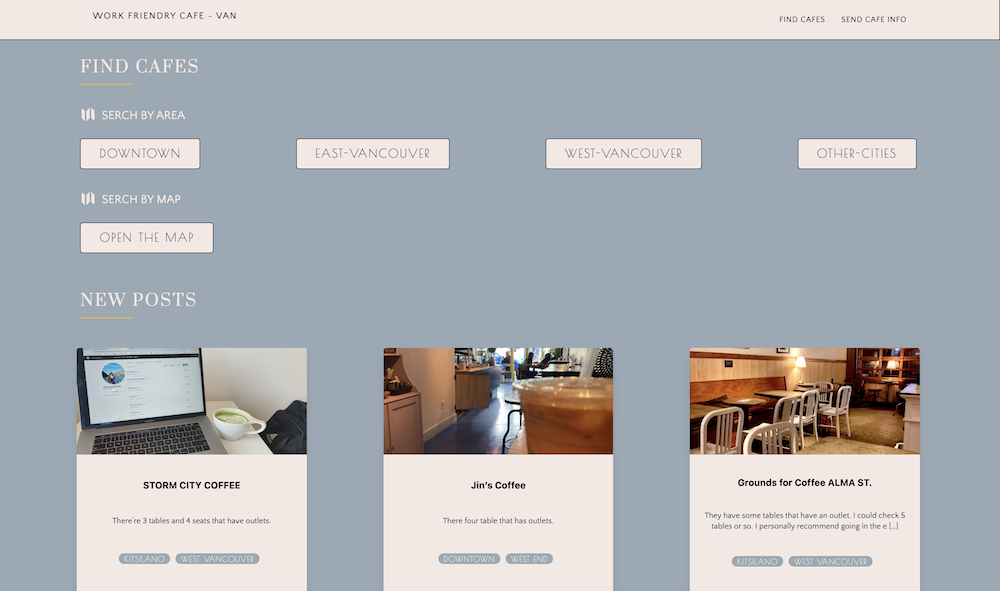 WORK FRIENDRY CAFE - VAN
FIND CAFES
SEND CAFE INFO
FIND CAFES
SERCH BY AREA
DOWNTOWN
EAST-VANCOUVER
WEST-VANCOUVER
OTHER-CITIES
SERCH BY MAP
OPEN THE MAP
NEW POSTS
STORM CITY COFFEE
There're 3 tables and 4 seats that have outlets.
KITSILANO
WEST VANCOUVER
Jin's Coffee
There four table that has outlets.
DOWNTOWN
WEST END
Grounds for Coffee ALMA ST.
They have some tables that have an outlet. I could check 5
tables or so. I personally recommend going in the e [...]
KITSILANO
WEST VANCOUVER